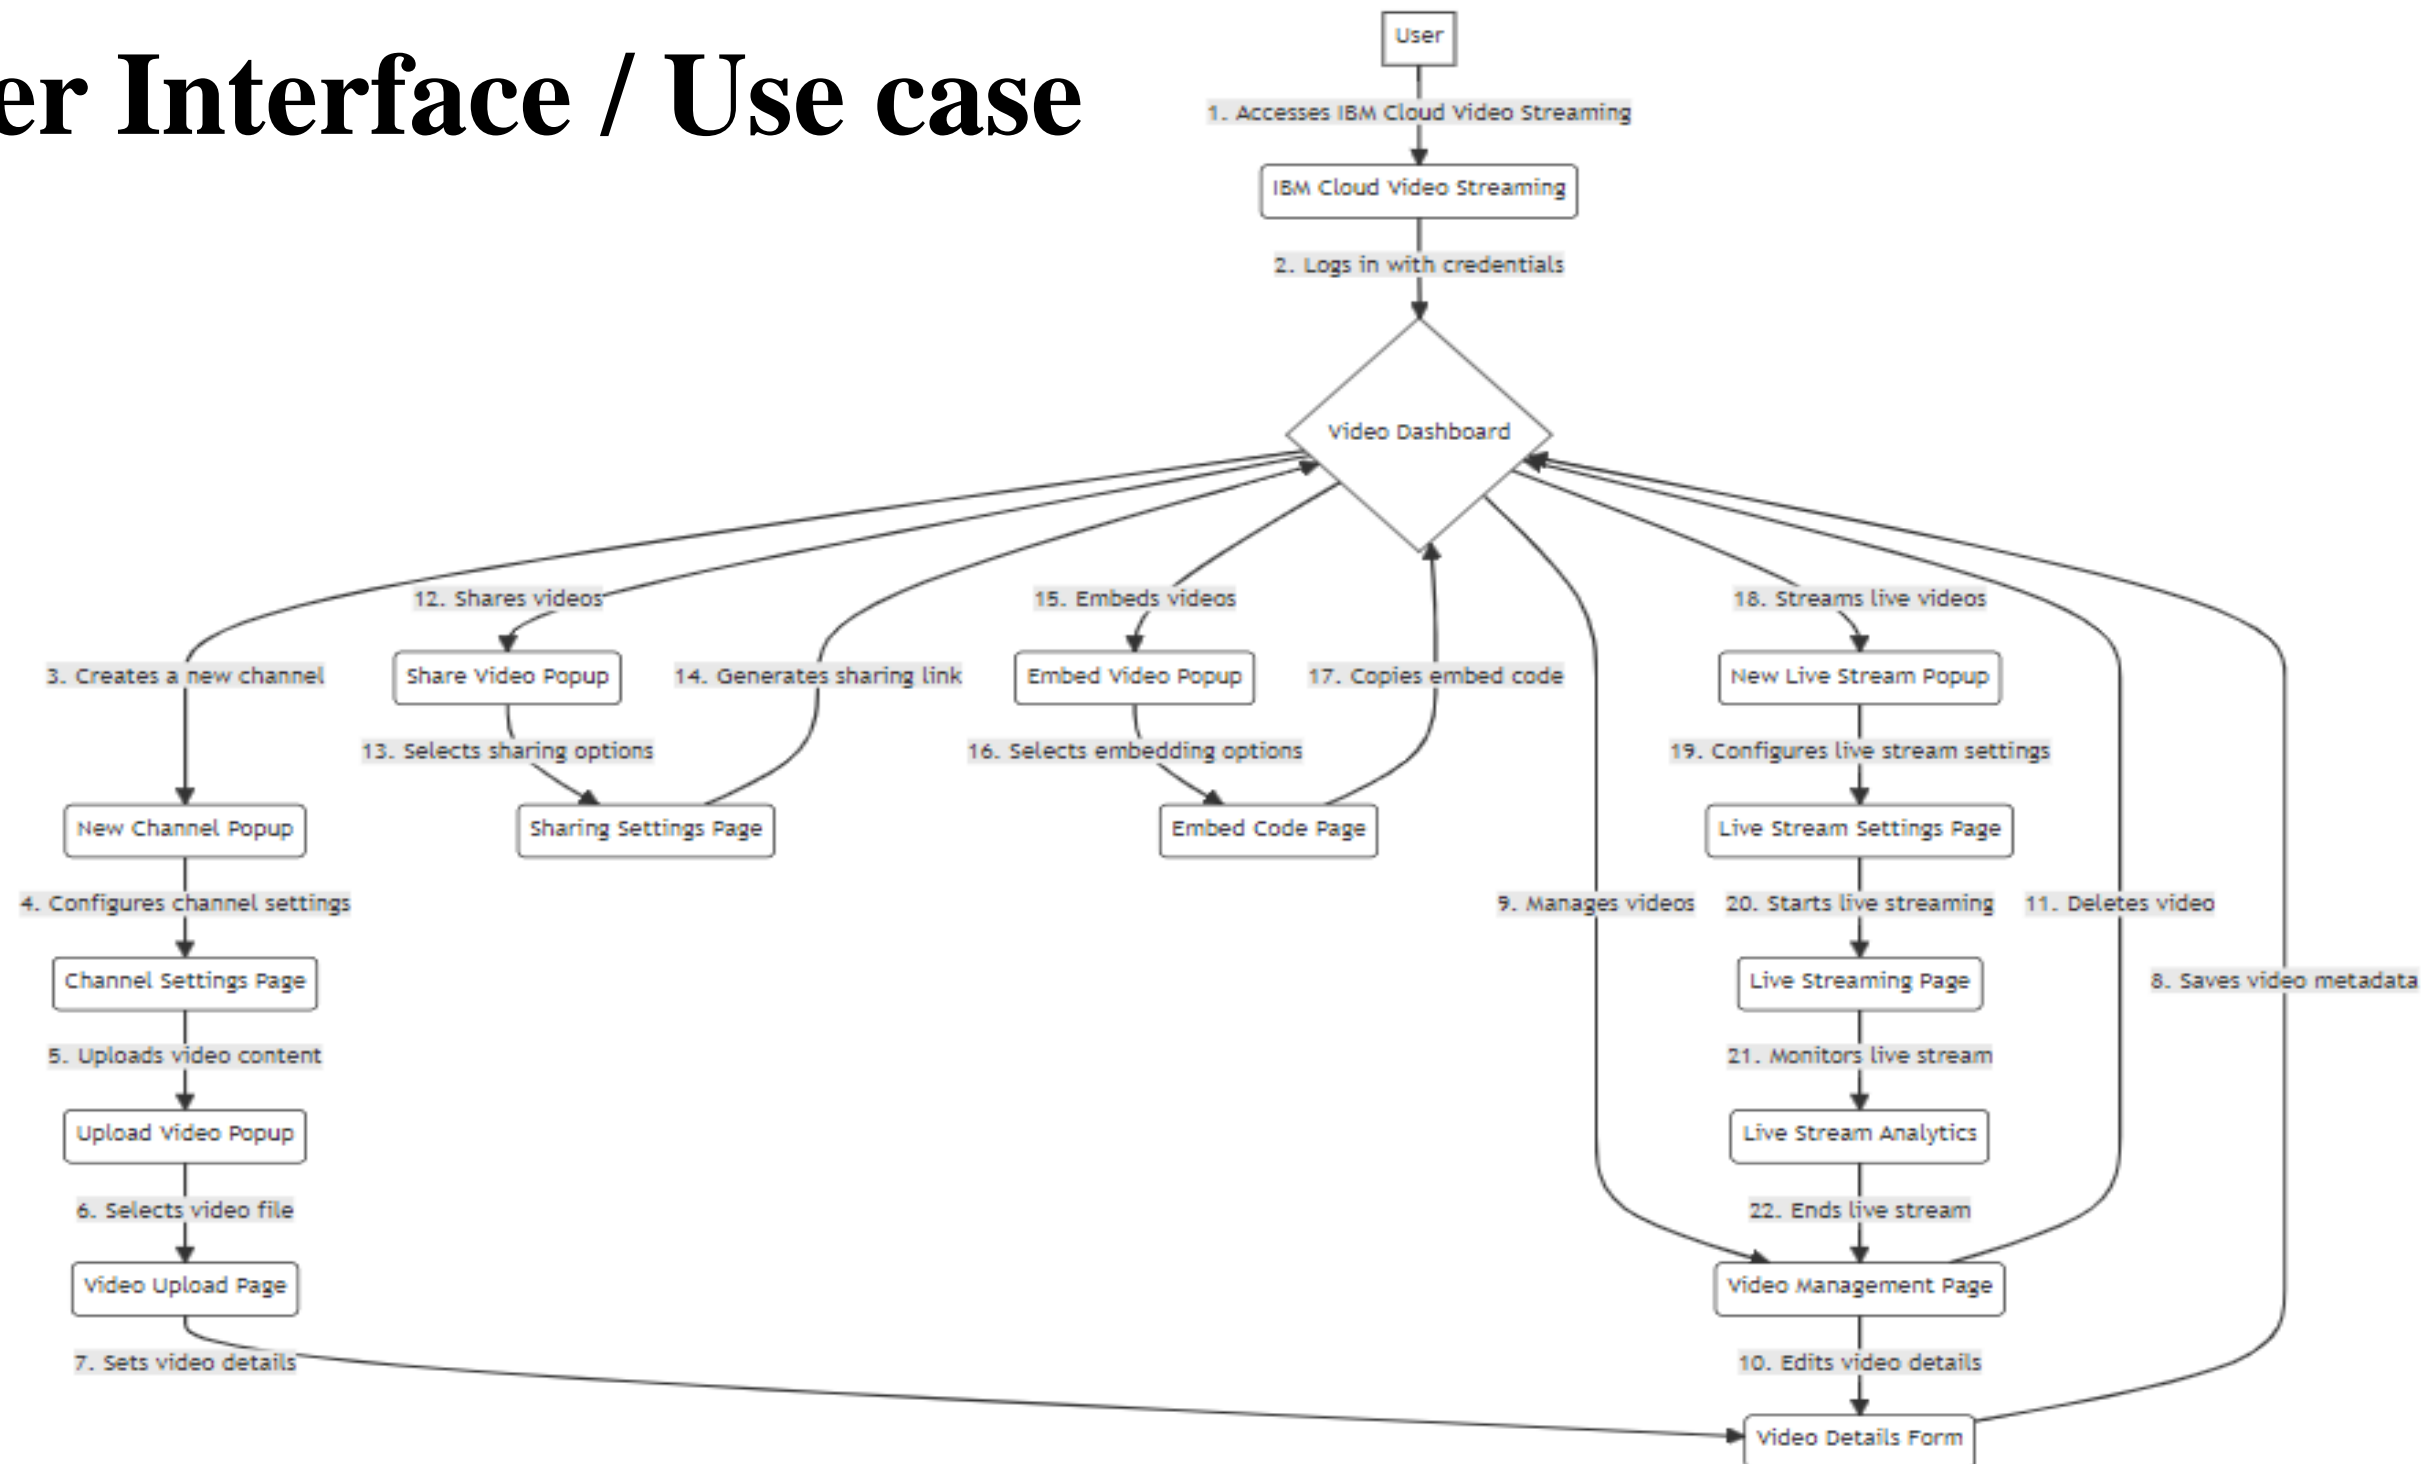 er Interface / Use case
User
1. Accesses IBM Cloud Video Streaming
IBM Cloud Video Streaming
2. Logs in with credentials
Video Dashboard
12. Shares videos
15. Embeds videos
18. Streams live videos
3. Creates a new channel
Share Video Popup
14. Generates sharing link
Embed Video Popup
17. Copies embed code
New Live Stream Popup
13. Selects sharing options
16. Selects embedding options
19. Configures live stream settings
New Channel Popup
Sharing Settings Page
Embed Code Page
Live Stream Settings Page
4. Configures channel settings
9. Manages videos
20. Starts live streaming
11. Deletes video
Channel Settings Page
Live Streaming Page
8. Saves video metadata
5. Uploads video content
21. Monitors live stream
Upload Video Popup
Live Stream Analytics
6. Selects video file
22. Ends live stream
Video Upload Page
Video Management Page
7. Sets video details
10. Edits video details
Video Details Form